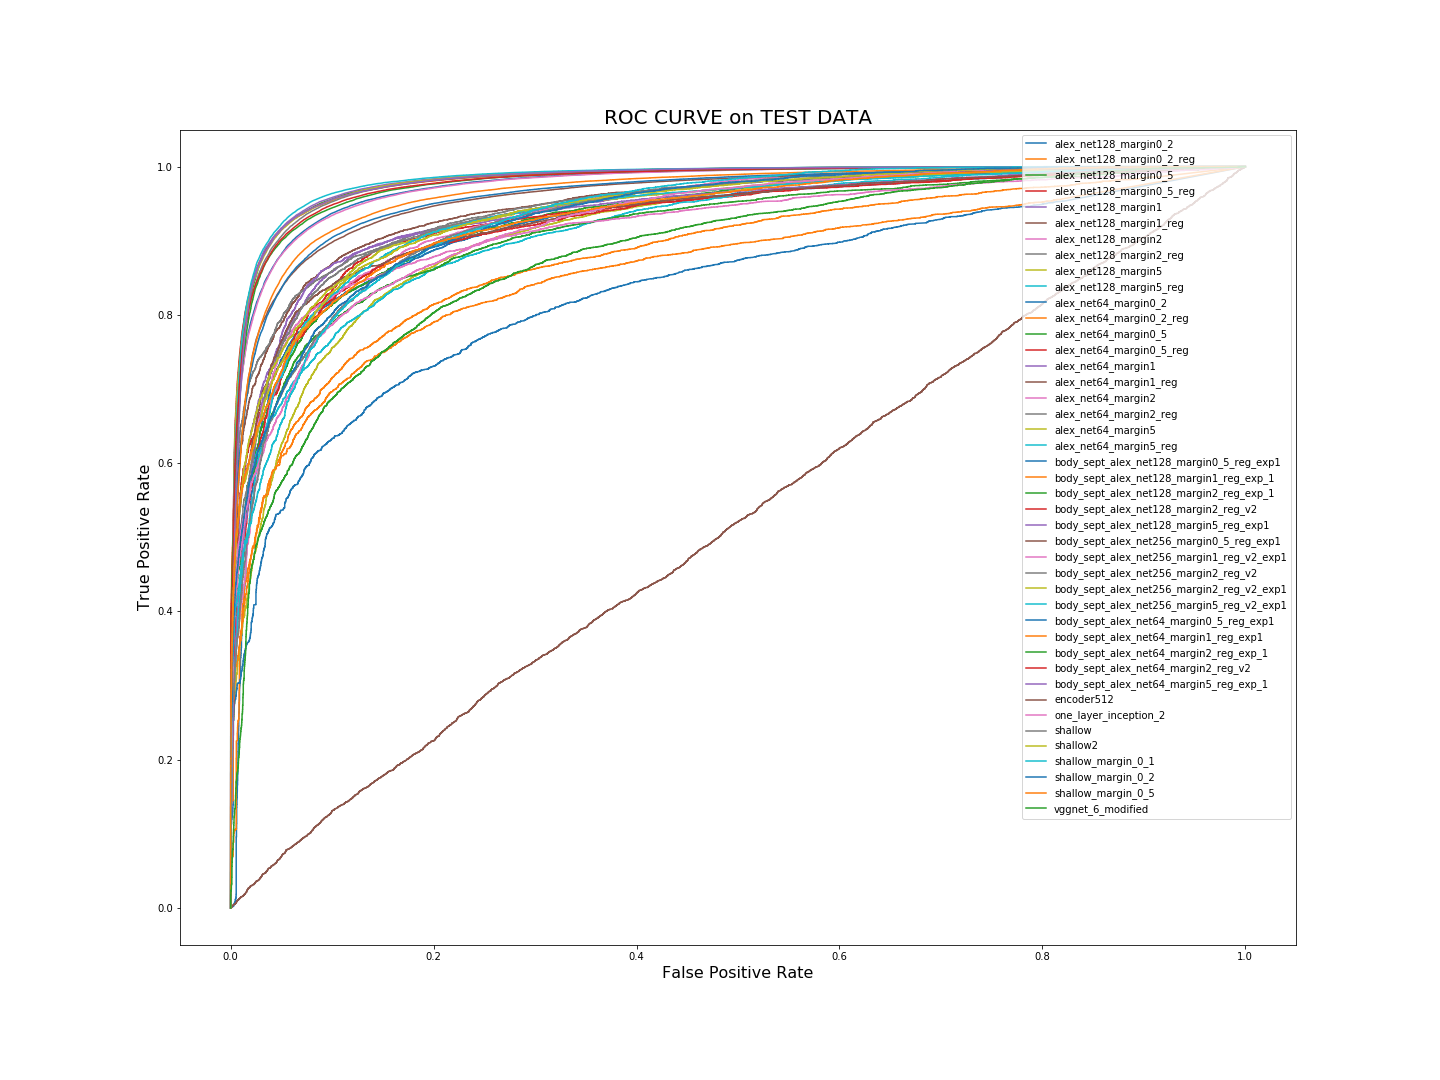 ROC CURVE on TEST DATA
True Positive Rate
1.0
0.8
0.6
0.4
0.2
0.0
alex_net128_margin0_2
alex_net128_margin0_2_reg
alex_net128_margin0_5
alex_net128_margin0_5_reg
alex_net128_margin1
alex_net128_margin1_reg
alex_net128_margin2
alex_net128_margin2_reg
alex_net128_margin5
alex_net128_margin5_reg
alex_net64_margin0_2
alex_net64_margin0_2_reg
alex_net64_margin0_5
alex_net64_margin0_5_reg
alex_net64_margin1
alex_net64_margin1_reg
alex_net64_margin2
alex_net64_margin2_reg
alex_net64_margin5
alex_net64_margin5_reg
body_sept_alex_net128_margin0_5_reg_exp1
body_sept_alex_net128_margin1_reg_exp_1
body_sept_alex_net128_margin2_reg_exp_1
body_sept_alex_net128_margin2_reg_v2
body_sept_alex_net128_margin5_reg_exp1
body_sept_alex_net256_margin0_5_reg_exp1
body_sept_alex_net256_margin1_reg_v2_exp1
body_sept_alex_net256_margin2_reg_v2
body_sept_alex_net256_margin2_reg_v2_exp1
body_sept_alex_net256_margin5_reg_v2_exp1
body_sept_alex_net64_margin0_5_reg_exp1
body_sept_alex_net64_margin1_reg_exp1
body_sept_alex_net64_margin2_reg_exp_1
body_sept_alex_net64_margin2_reg_v2
body_sept_alex_net64_margin5_reg_exp_1
encoder512
one_layer_inception_2
shallow
shallow2
shallow_margin_0_1
shallow_margin_0_2
shallow_margin_0_5
vggnet_6_modified
0.0 0.2 0.4 0.6 0.8 1.0
False Positive Rate